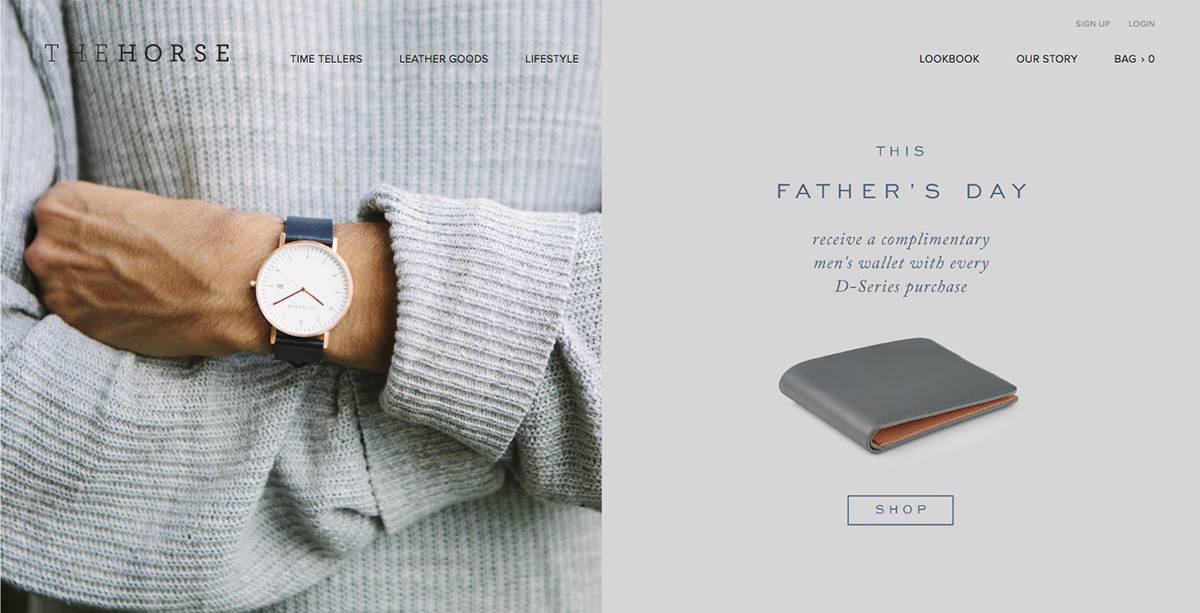 SIGN UP LOGIN
THEHORSE TIME TELLERS LEATHER GOODS LIFESTYLE LOOKBOOK OUR STORY BAG › 0
THIS
FATHER'S DAY
receive a complimentary
men's wallet with every
D-Series purchase
SHOP